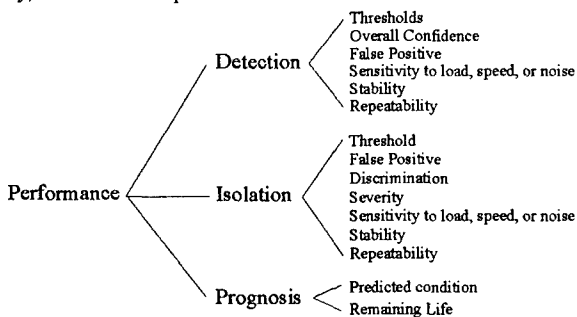 Thresholds
Overall Confidence
False Positive
Detection
Sensitivity to load, speed, or noise
Stability
Repeatability
Threshold
False Positive
Discrimination
Performance
Isolation
Severity
Sensitivity to load, speed, or noise
Stability
Repeatability
Predicted condition
Prognosis
Remaining Life